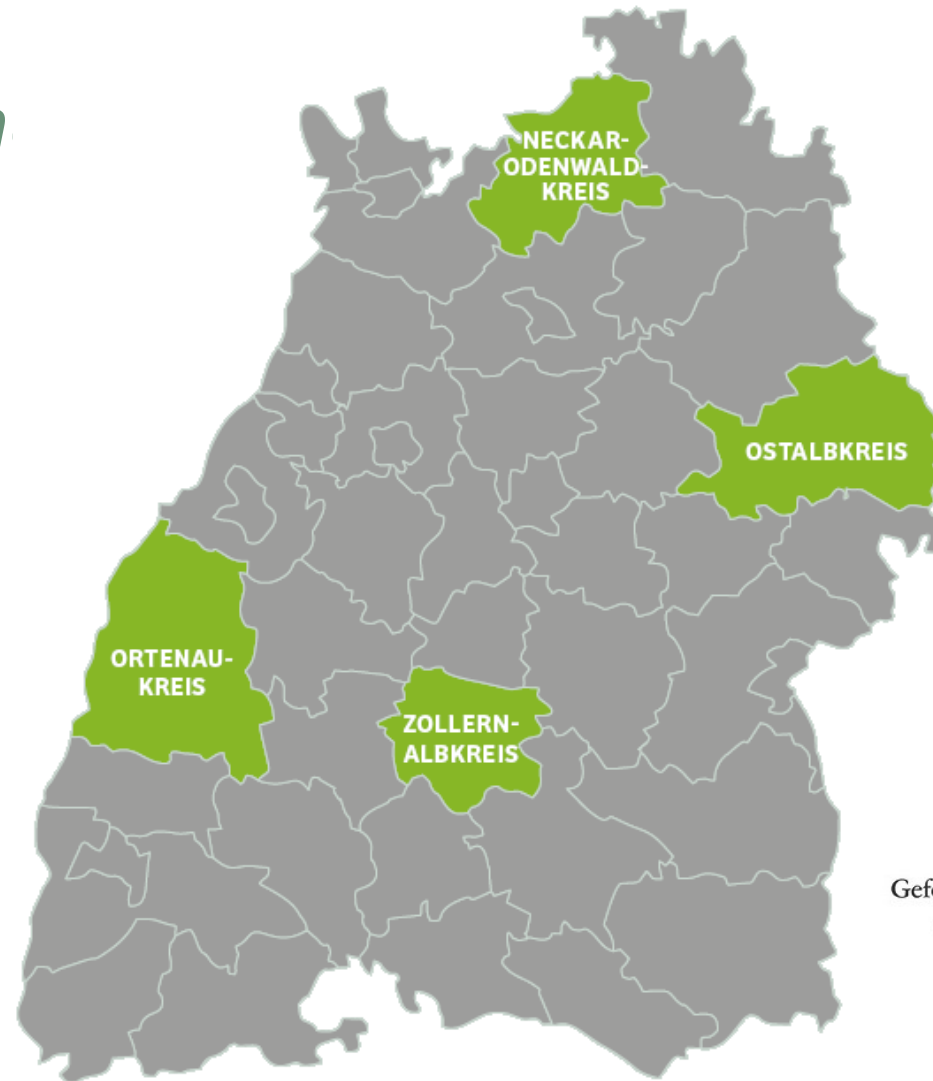 NECKAR-
ODENWALD-
KREIS
OSTALBKREIS
ORTENAU-
KREIS
ZOLLERN-
ALBKREIS